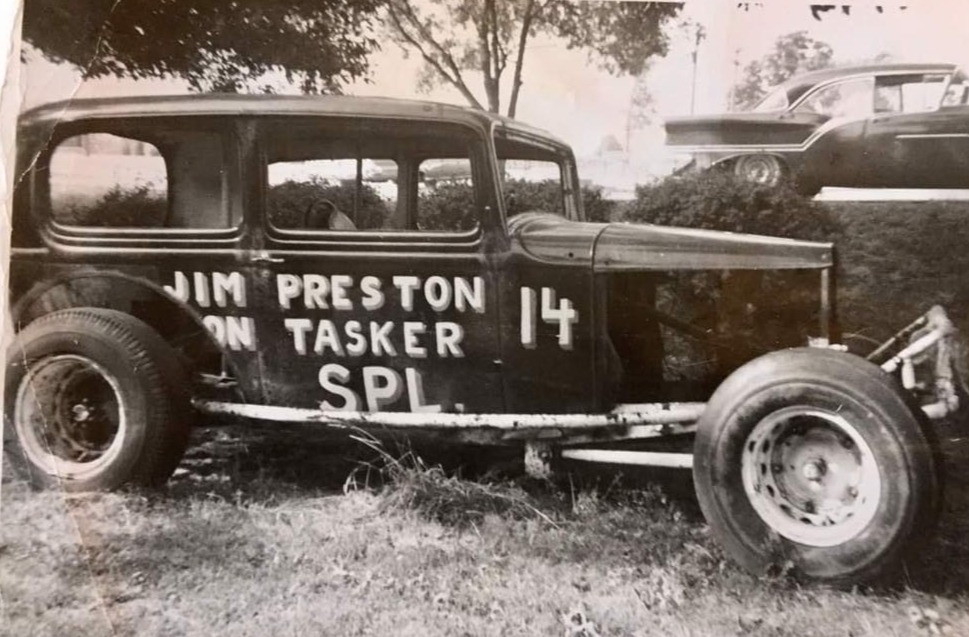 JIM PRESTON
ON TASKER
SPL.
14